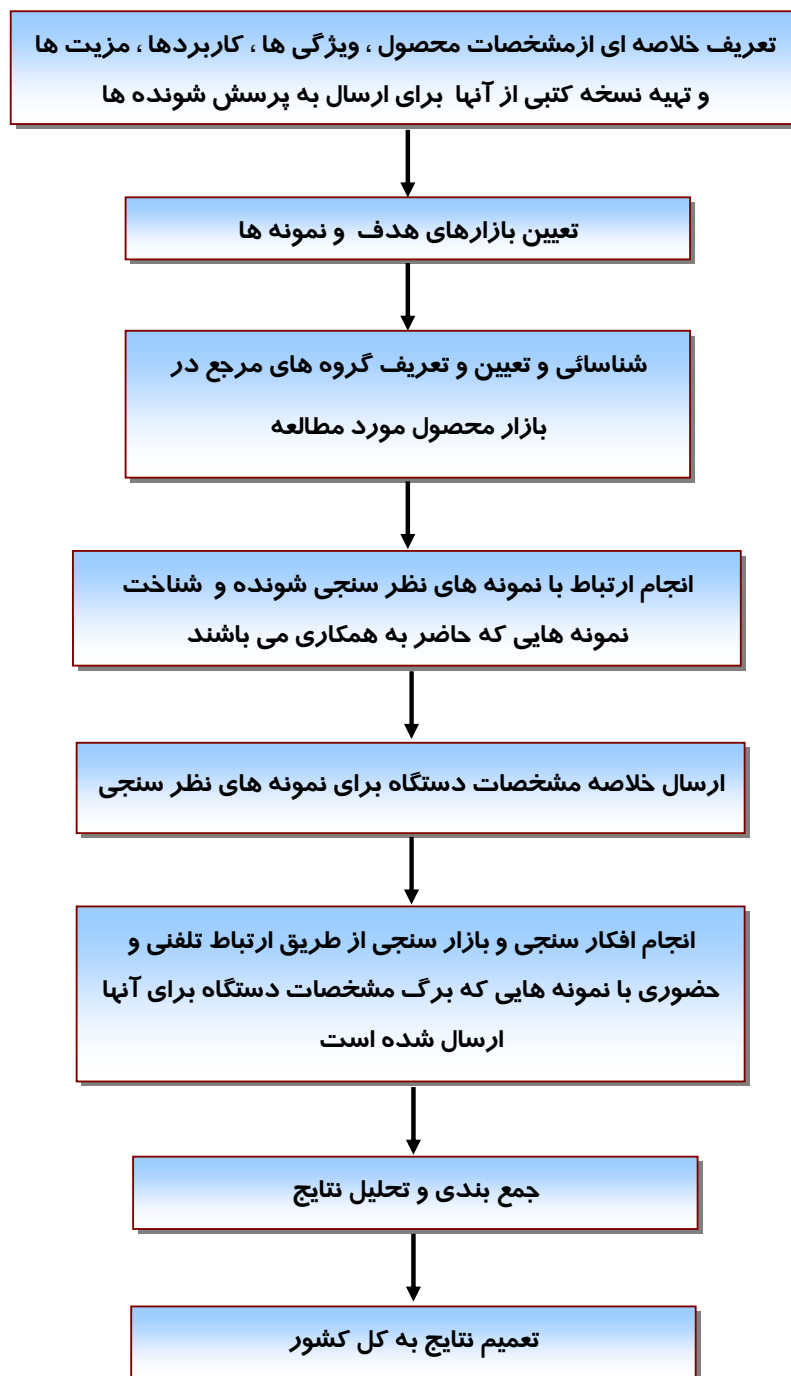 تعریف خلاصه ای ازمشخصات محصول ، ویژگی ها ، کاربردها ، مزیت ها
و تهیه نسخه کتبی از آنها برای ارسال به پرسش شونده ها
تعیین بازارهای هدف و نمونه ها
شناسائی و تعیین و تعریف گروه های مرجع در
بازار محصول مورد مطالعه
انجام ارتباط با نمونه های نظر سنجی شونده و شناخت
نمونه هایی که حاضر به همکاری می باشند
ارسال خلاصه مشخصات دستگاه برای نمونه های نظر سنجی
انجام افکار سنجی و بازار سنجی از طریق ارتباط تلفنی و
حضوری با نمونه هایی که برگ مشخصات دستگاه برای آنها
ارسال شده است
جمع بندی و تحلیل نتایج
تعمیم نتایج به کل کشور